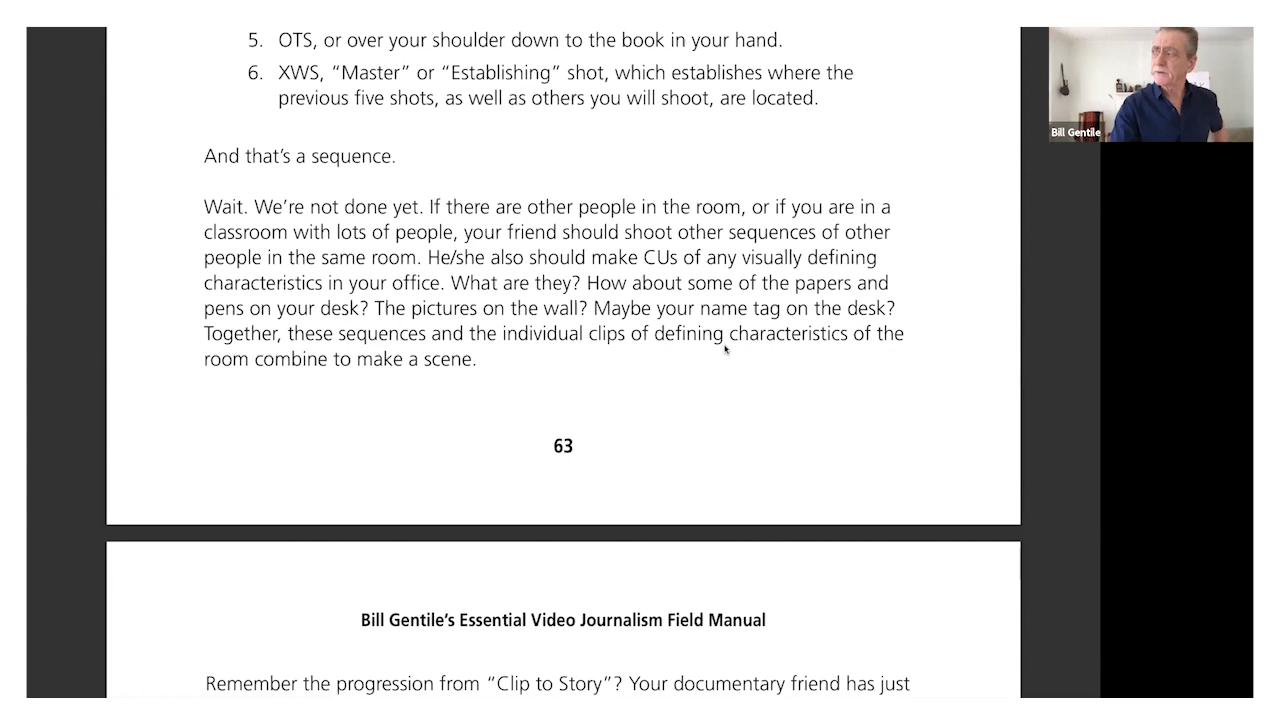 5. OTS, or over your shoulder down to the book in your hand.
6. XWS, “Master” or “Establishing” shot, which establishes where the
previous five shots, as well as others you will shoot, are located.
And that’s a sequence.
Wait. We’re not done yet. If there are other people in the room, or if you are in a
classroom with lots of people, your friend should shoot other sequences of other
people in the same room. He/she also should make CUs of any visually defining
characteristics in your office. What are they? How about some of the papers and
pens on your desk? The pictures on the wall? Maybe your name tag on the desk?
Together, these sequences and the individual clips of defining characteristics of the
room combine to make a scene.
63
Bill Gentile’s Essential Video Journalism Field Manual
Remember the progression from “Clip to Story”? Your documentary friend has just
Bill Gentile